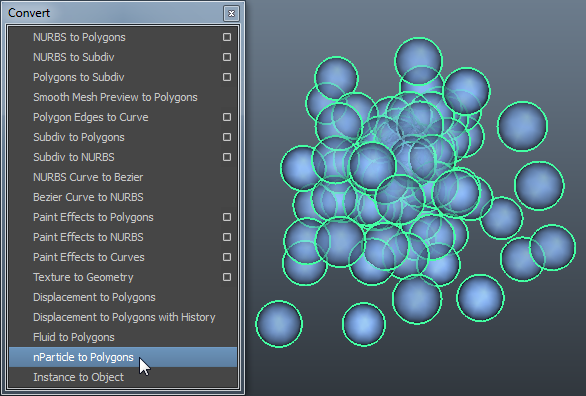 Convert
NURBS to Polygons
NURBS to Subdiv
Polygons to Subdiv
Smooth Mesh Preview to Polygons
Polygon Edges to Curve
Subdiv to Polygons
Subdiv to NURBS
NURBS Curve to Bezier
Bezier Curve to NURBS
Paint Effects to Polygons
Paint Effects to NURBS
Paint Effects to Curves
Texture to Geometry
Displacement to Polygons
Displacement to Polygons with History
Fluid to Polygons
nParticle to Polygons
Instance to Object